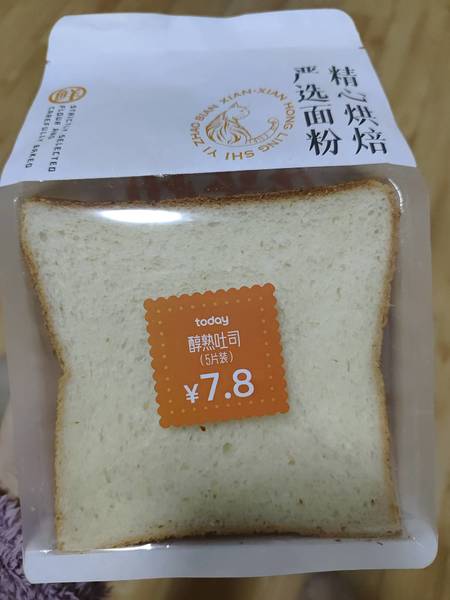 精心烘焙
严选面粉
STRICTLY SELECTED
FLOUR AND
CAREFULLY BAKED
YI ZHAO BIAN XIAN·XIAN HONG LING SHI
today
醇熟吐司
(5片装)
¥7.8